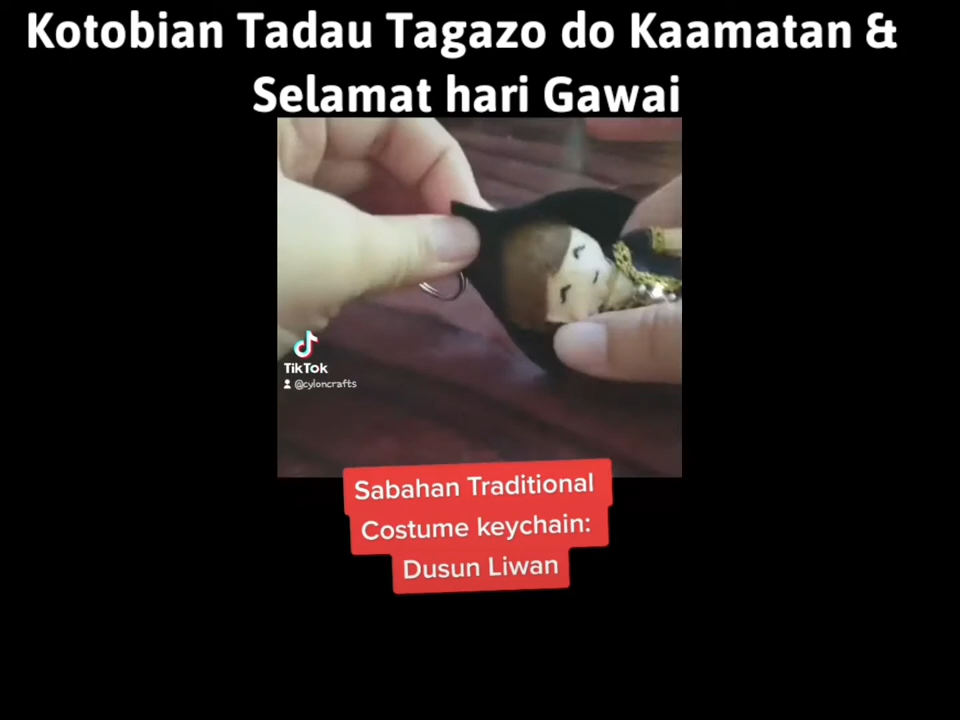 Kotobian Tadau Tagazo do Kaamatan &
Selamat hari Gawai
TikTok
@cyloncrafts
Sabahan Traditional
Costume keychain:
Dusun Liwan